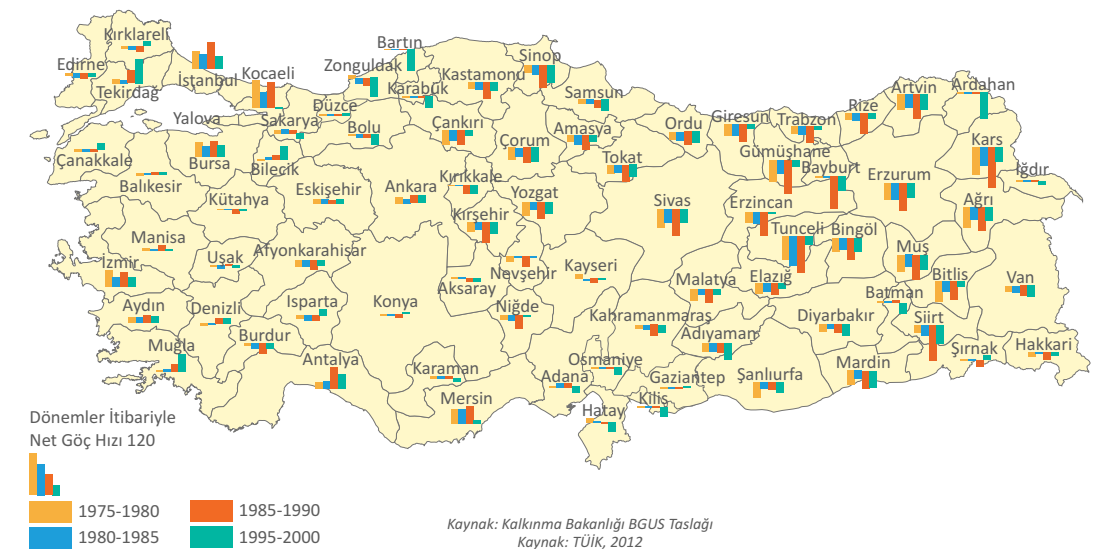 Kırklareli
Bartın
Edirne
İstanbul
Kocaeli
Zonguldak
Kastamonu
Sinop
Tekirdağ
Karabük
Samsun
Artvin
Ardahan
Yalova
Sakarya
Düzce
Bolu
Çankırı
Çorum
Amasya
Ordu
Giresun
Trabzon
Rize
Kars
Çanakkale
Bursa
Bilecik
Tokat
Gümüşhane
Bayburt
Erzurum
Iğdır
Balıkesir
Kütahya
Eskişehir
Ankara
Kırıkkale
Yozgat
Sivas
Erzincan
Ağrı
Kırşehir
Tunceli
Bingöl
Manisa
Uşak
Afyonkarahisar
Muş
İzmir
Aksaray
Nevşehir
Kayseri
Malatya
Elazığ
Bitlis
Van
Aydın
Denizli
Isparta
Konya
Niğde
Kahramanmaraş
Diyarbakır
Batman
Siirt
Muğla
Burdur
Antalya
Karaman
Adıyaman
Osmaniye
Mersin
Adana
Gaziantep
Şanlıurfa
Mardin
Şırnak
Hakkari
Hatay
Kilis
Dönemler İtibariyle
Net Göç Hızı 120
1975-1980
1985-1990
1980-1985
1995-2000
Kaynak: Kalkınma Bakanlığı BGUS Taslağı
Kaynak: TÜİK, 2012